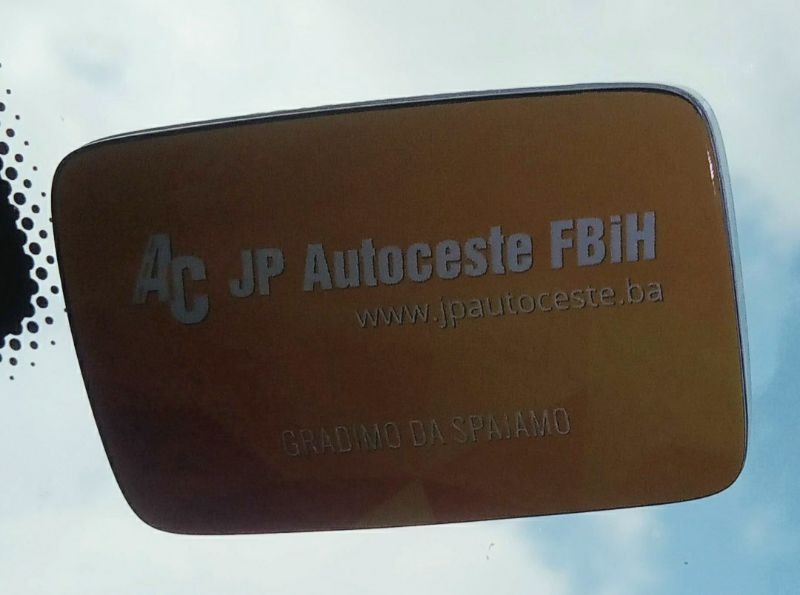 AC JP Autoceste FBiH
www.jpautoceste.ba
GRADIMO DA SPAJAMO